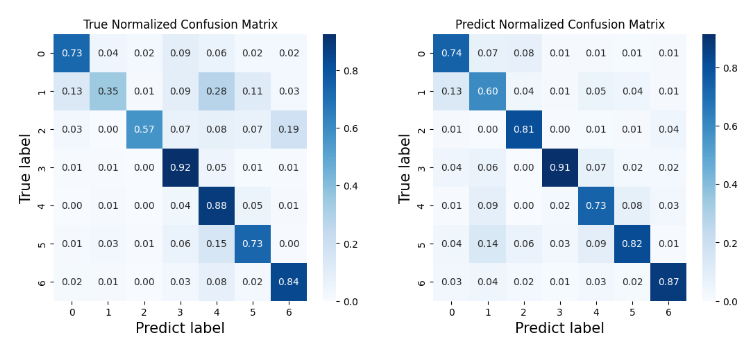 True Normalized Confusion Matrix
0 0.73 0.04 0.02 0.09 0.06 0.02 0.02
1 0.13 0.35 0.01 0.09 0.28 0.11 0.03
2 0.03 0.00 0.57 0.07 0.08 0.07 0.19
3 0.01 0.01 0.00 0.92 0.05 0.01 0.01
4 0.00 0.01 0.00 0.04 0.88 0.05 0.01
5 0.01 0.03 0.01 0.06 0.15 0.73 0.00
6 0.02 0.01 0.00 0.03 0.08 0.02 0.84
0 1 2 3 4 5 6
True label
Predict label
0.8
0.6
0.4
0.2
0.0
Predict Normalized Confusion Matrix
0 0.74 0.07 0.08 0.01 0.01 0.01 0.01
1 0.13 0.60 0.04 0.01 0.05 0.04 0.01
2 0.01 0.00 0.81 0.00 0.01 0.01 0.04
3 0.04 0.06 0.00 0.91 0.07 0.02 0.02
4 0.01 0.09 0.00 0.02 0.73 0.08 0.03
5 0.04 0.14 0.06 0.03 0.09 0.82 0.01
6 0.03 0.04 0.02 0.01 0.03 0.02 0.87
0 1 2 3 4 5 6
True label
Predict label
0.8
0.6
0.4
0.2
0.0